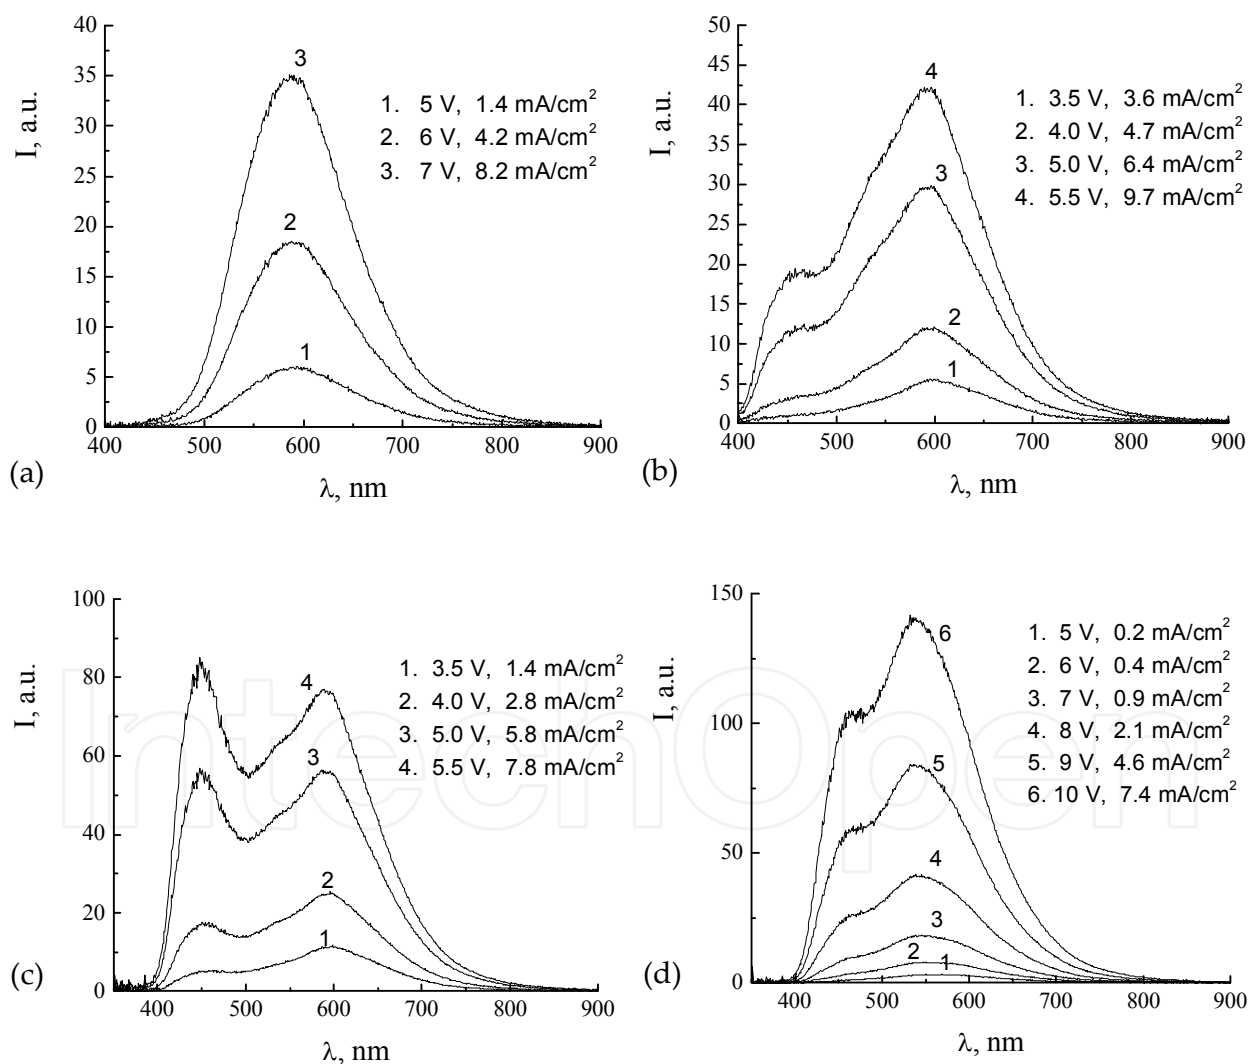 40
35
30
25
20
15
10
5
0
I, a.u.
3
2
1
1. 5 V, 1.4 mA/cm²
2. 6 V, 4.2 mA/cm²
3. 7 V, 8.2 mA/cm²
400 500 600 700 800 900
(a)
λ, nm
50
45
40
35
30
25
20
15
10
5
0
I, a.u.
4
3
2
1
1. 3.5 V, 3.6 mA/cm²
2. 4.0 V, 4.7 mA/cm²
3. 5.0 V, 6.4 mA/cm²
4. 5.5 V, 9.7 mA/cm²
400 500 600 700 800 900
(b)
λ, nm
100
80
60
40
20
0
I, a.u.
4
3
2
1
1. 3.5 V, 1.4 mA/cm²
2. 4.0 V, 2.8 mA/cm²
3. 5.0 V, 5.8 mA/cm²
4. 5.5 V, 7.8 mA/cm²
400 500 600 700 800 900
(c)
λ, nm
150
100
50
0
I, a.u.
6
5
4
3
2
1
1. 5 V, 0.2 mA/cm²
2. 6 V, 0.4 mA/cm²
3. 7 V, 0.9 mA/cm²
4. 8 V, 2.1 mA/cm²
5. 9 V, 4.6 mA/cm²
6. 10 V, 7.4 mA/cm²
400 500 600 700 800 900
(d)
λ, nm
IntechOpen